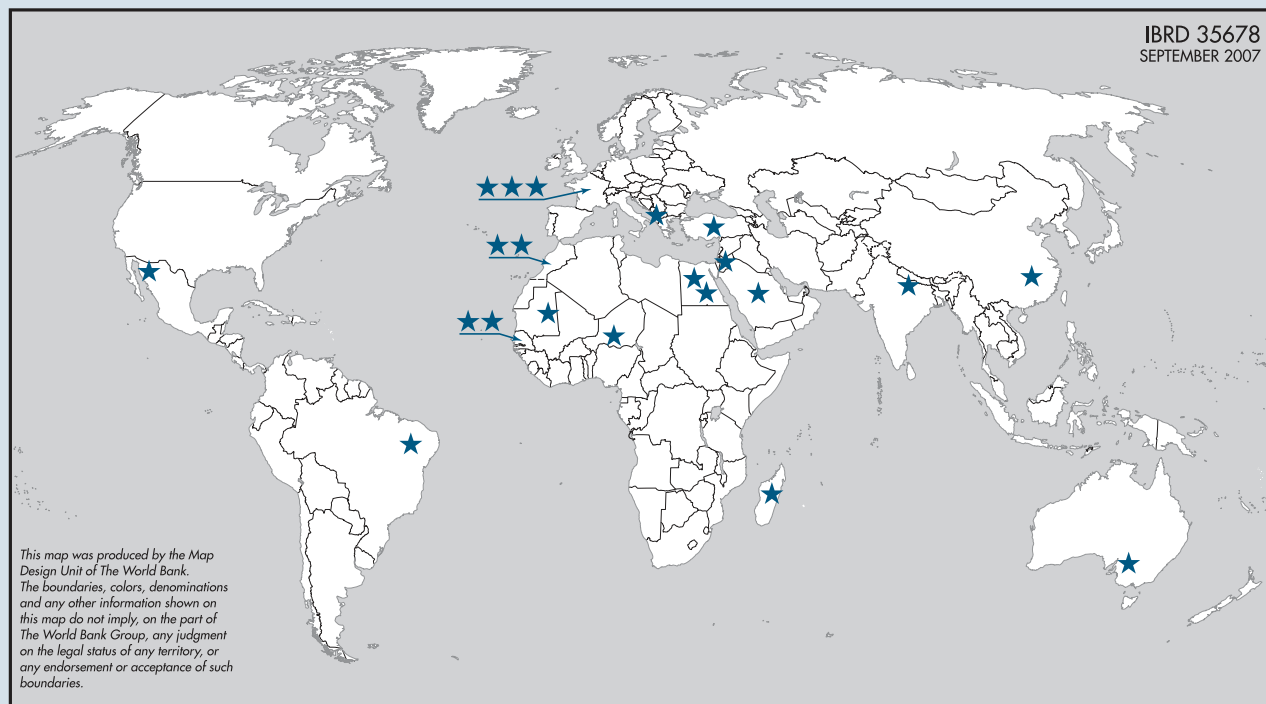 IBRD 35678
SEPTEMBER 2007
This map was produced by the Map
Design Unit of The World Bank.
The boundaries, colors, denominations
and any other information shown on
this map do not imply, on the part of
The World Bank Group, any judgment
on the legal status of any territory, or
any endorsement or acceptance of such
boundaries.